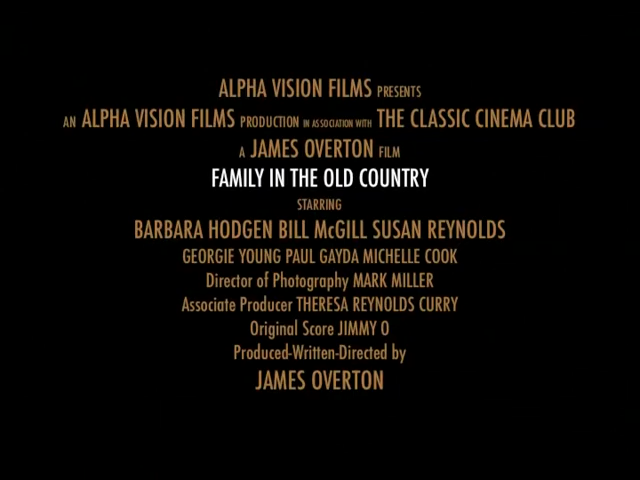 ALPHA VISION FILMS PRESENTS
AN ALPHA VISION FILMS PRODUCTION IN ASSOCIATION WITH THE CLASSIC CINEMA CLUB
A JAMES OVERTON FILM
FAMILY IN THE OLD COUNTRY
STARRING
BARBARA HODGEN BILL McGILL SUSAN REYNOLDS
GEORGIE YOUNG PAUL GAYDA MICHELLE COOK
Director of Photography MARK MILLER
Associate Producer THERESA REYNOLDS CURRY
Original Score JIMMY O
Produced-Written-Directed by
JAMES OVERTON